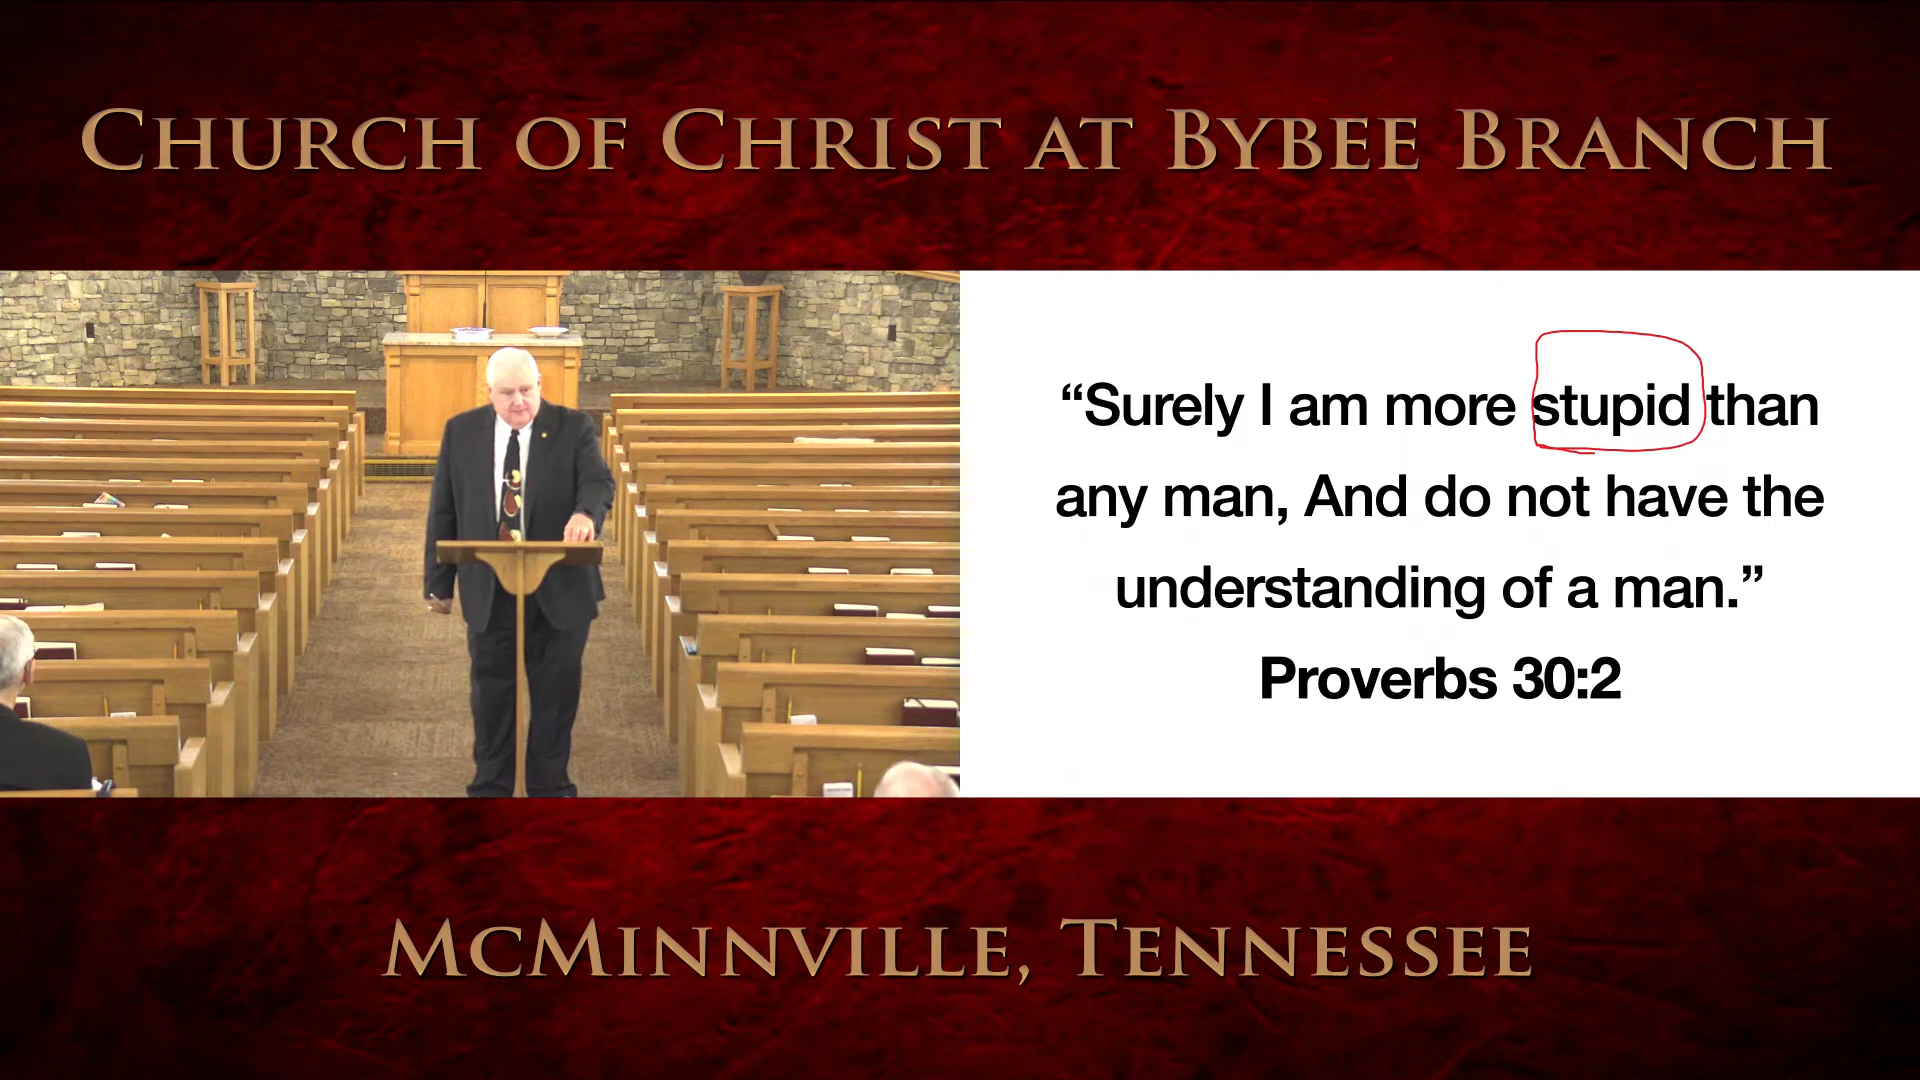 CHURCH OF CHRIST AT BYBEE BRANCH
“Surely I am more stupid than
any man, And do not have the
understanding of a man.”
Proverbs 30:2
MCMINNVILLE, TENNESSEE